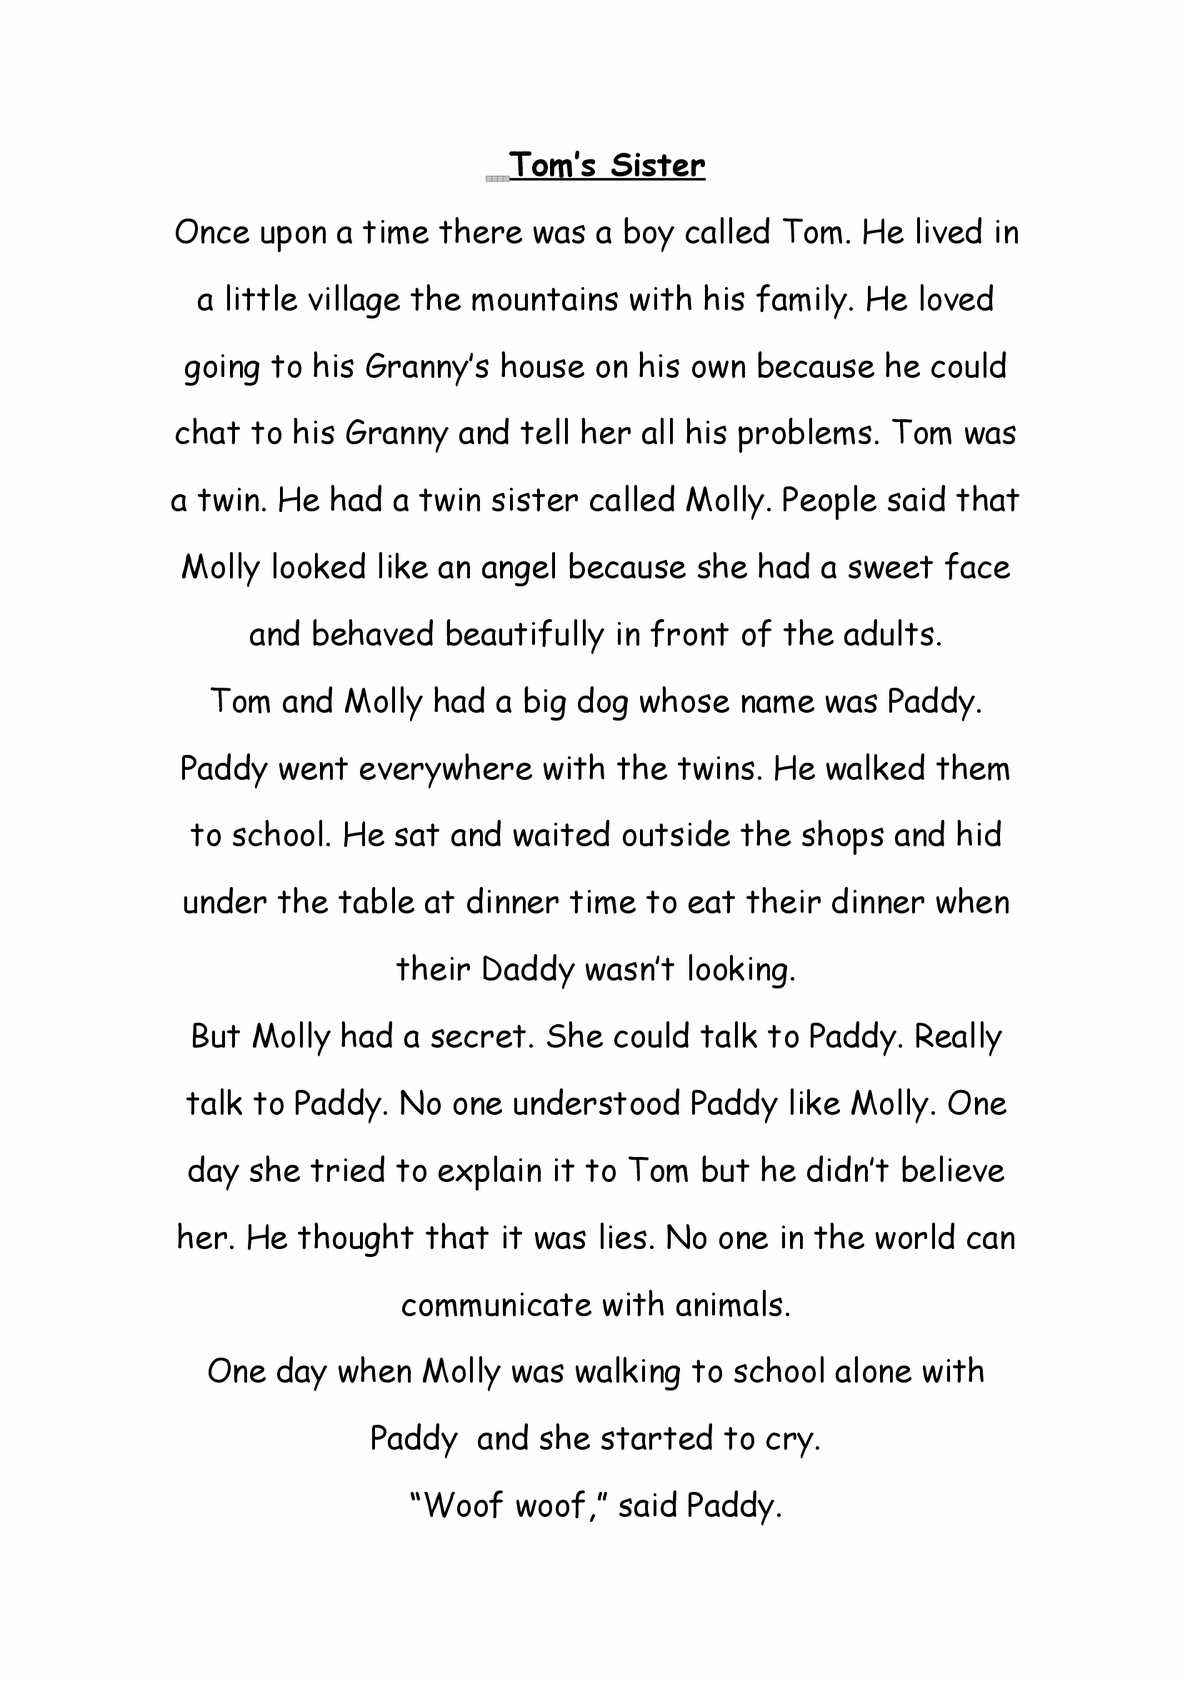 Tom's Sister
Once upon a time there was a boy called Tom. He lived in
a little village the mountains with his family. He loved
going to his Granny's house on his own because he could
chat to his Granny and tell her all his problems. Tom was
a twin. He had a twin sister called Molly. People said that
Molly looked like an angel because she had a sweet face
and behaved beautifully in front of the adults.
Tom and Molly had a big dog whose name was Paddy.
Paddy went everywhere with the twins. He walked them
to school. He sat and waited outside the shops and hid
under the table at dinner time to eat their dinner when
their Daddy wasn't looking.
But Molly had a secret. She could talk to Paddy. Really
talk to Paddy. No one understood Paddy like Molly. One
day she tried to explain it to Tom but he didn't believe
her. He thought that it was lies. No one in the world can
communicate with animals.
One day when Molly was walking to school alone with
Paddy  and she started to cry.
“Woof woof,” said Paddy.